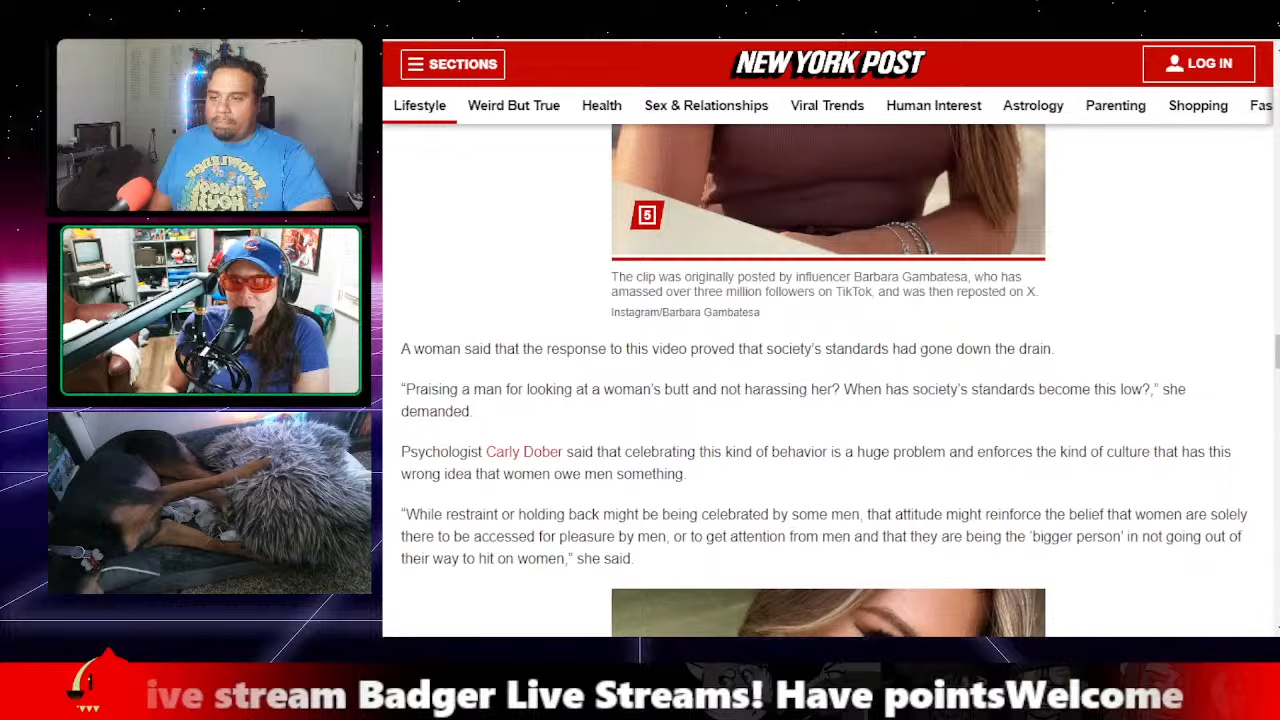 SECTIONS
NEW YORK POST
LOG IN
Lifestyle Weird But True Health Sex & Relationships Viral Trends Human Interest Astrology Parenting Shopping Fas
5
The clip was originally posted by influencer Barbara Gambatesa, who has
amassed over three million followers on TikTok, and was then reposted on X.
Instagram/Barbara Gambatesa
A woman said that the response to this video proved that society's standards had gone down the drain.
“Praising a man for looking at a woman's butt and not harassing her? When has society's standards become this low?,” she
demanded.
Psychologist Carly Dober said that celebrating this kind of behavior is a huge problem and enforces the kind of culture that has this
wrong idea that women owe men something.
“While restraint or holding back might be being celebrated by some men, that attitude might reinforce the belief that women are solely
there to be accessed for pleasure by men, or to get attention from men and that they are being the ‘bigger person’ in not going out of
their way to hit on women,” she said.
ive stream Badger Live Streams! Have pointsWelcome